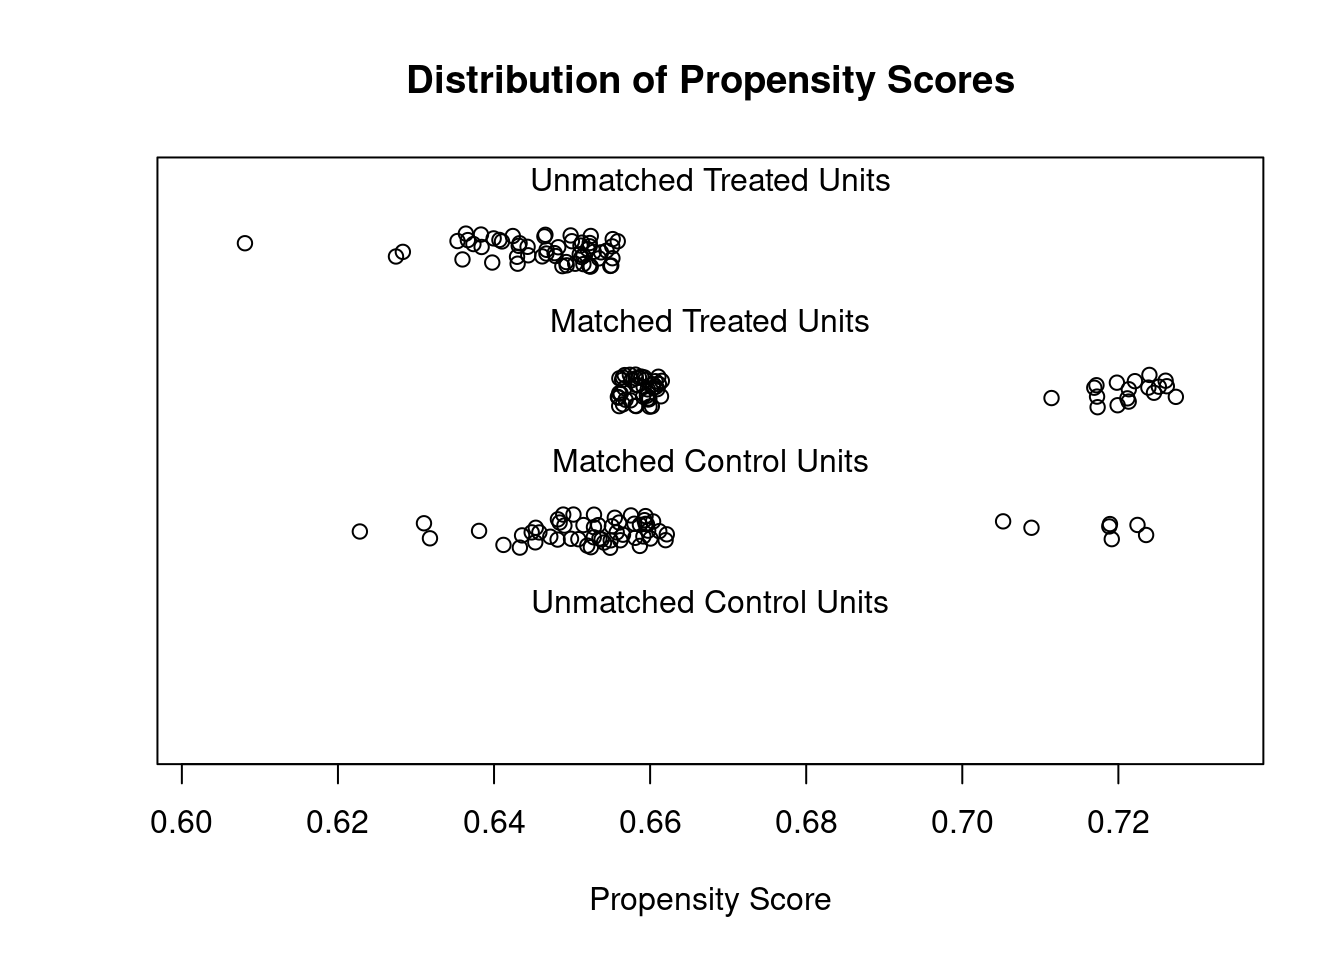 Distribution of Propensity Scores
Unmatched Treated Units
Matched Treated Units
Matched Control Units
Unmatched Control Units
0.60 0.62 0.64 0.66 0.68 0.70 0.72
Propensity Score